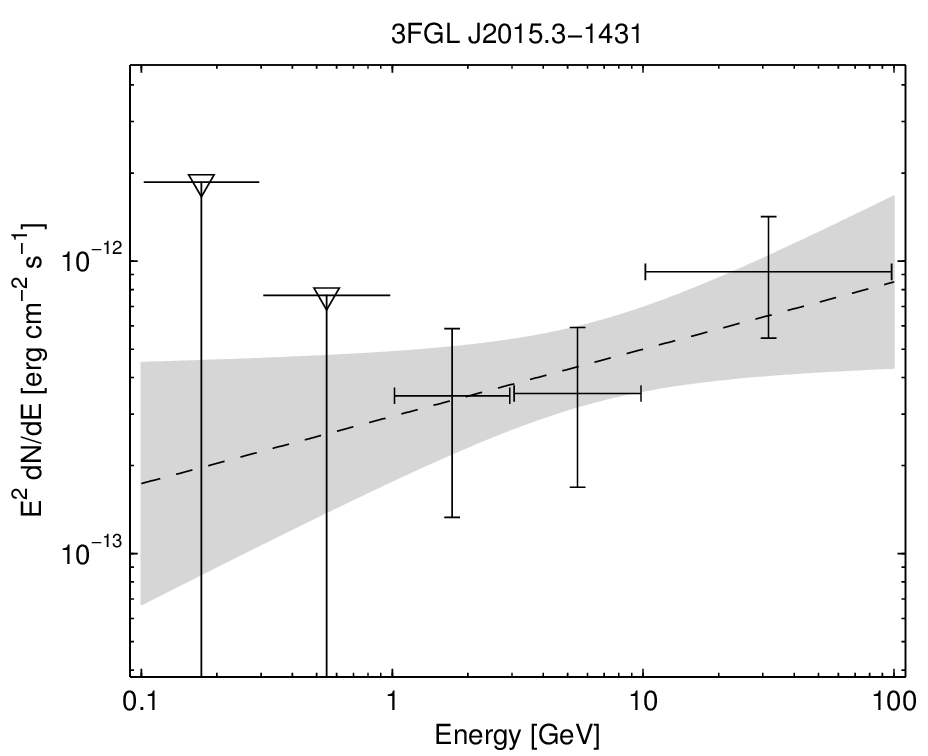 3FGL J2015.3−1431
E² dN/dE [erg cm⁻² s⁻¹]
10⁻¹²
10⁻¹³
0.1 1 10 100
Energy [GeV]